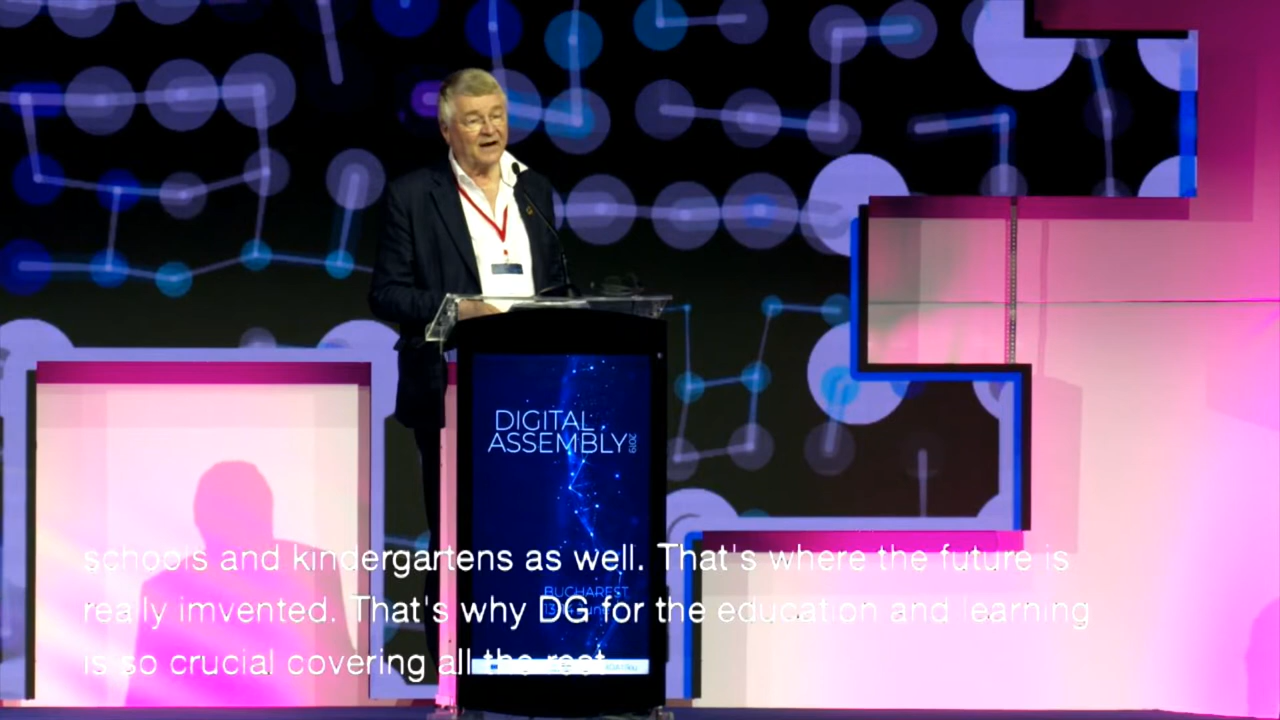 DIGITAL
ASSEMBLY
2019
schools and kindergartens as well. That's where the future is
BUCHAREST
really imvented. That's why DG for the education and learning
is so crucial covering all the rest